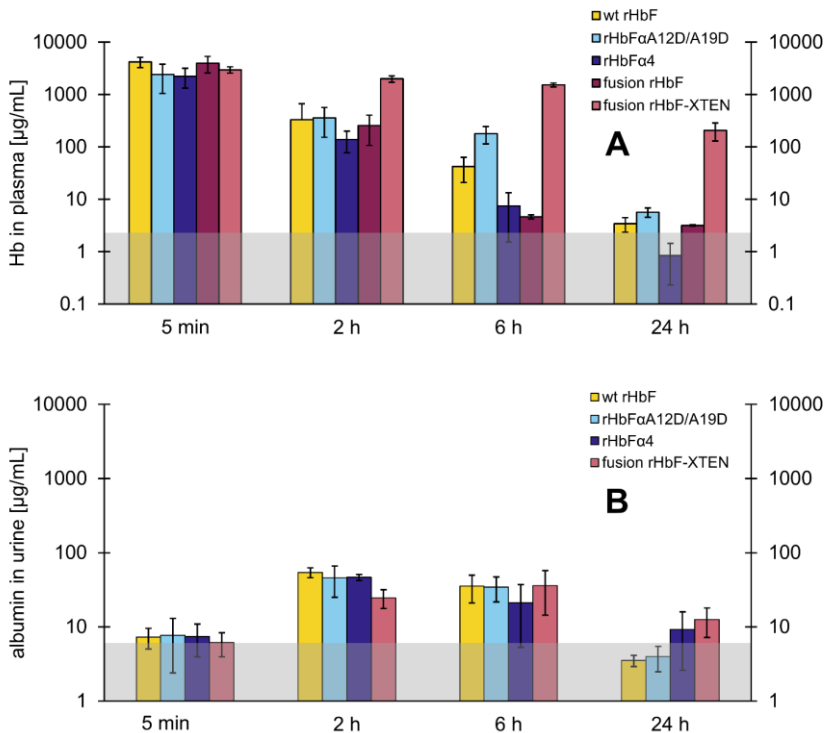 wt rHbF
rHbFαA12D/A19D
rHbFα4
fusion rHbF
fusion rHbF-XTEN
A
Hb in plasma [µg/mL]
10000 10000
1000 1000
100 100
10 10
1 1
0.1 0.1
5 min 2 h 6 h 24 h
wt rHbF
rHbFαA12D/A19D
rHbFα4
fusion rHbF-XTEN
B
albumin in urine [µg/mL]
10000 10000
1000 1000
100 100
10 10
1 1
5 min 2 h 6 h 24 h